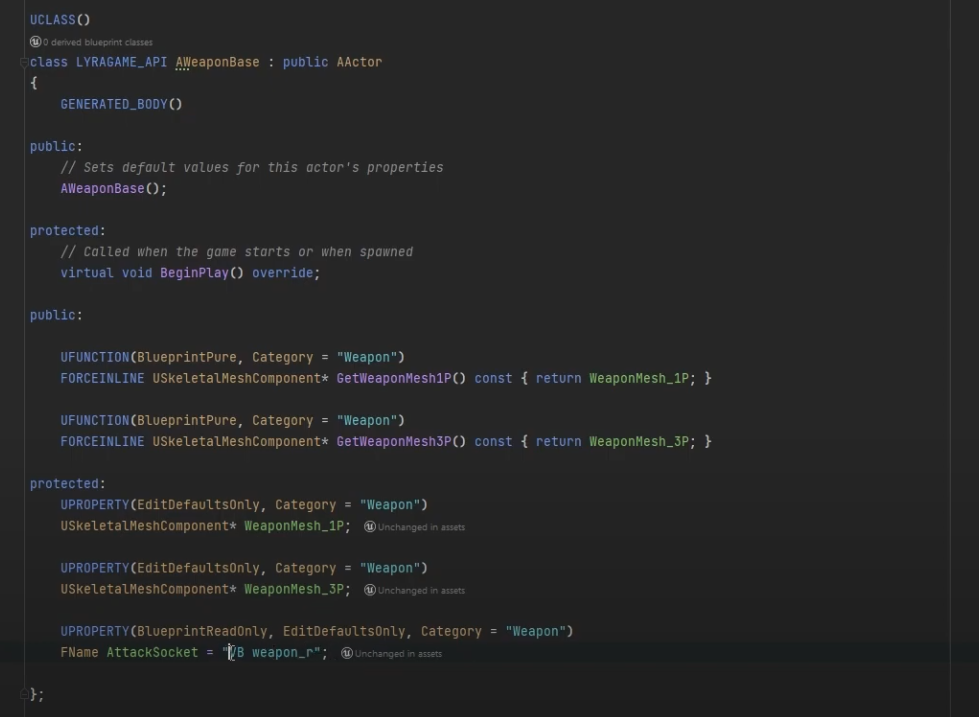 UCLASS()
0 derived blueprint classes
class LYRAGAME_API AWeaponBase : public AActor
{
GENERATED_BODY()
public:
// Sets default values for this actor's properties
AWeaponBase();
protected:
// Called when the game starts or when spawned
virtual void BeginPlay() override;
public:
UFUNCTION(BlueprintPure, Category = "Weapon")
FORCEINLINE USkeletalMeshComponent* GetWeaponMesh1P() const { return WeaponMesh_1P; }
UFUNCTION(BlueprintPure, Category = "Weapon")
FORCEINLINE USkeletalMeshComponent* GetWeaponMesh3P() const { return WeaponMesh_3P; }
protected:
UPROPERTY(EditDefaultsOnly, Category = "Weapon")
USkeletalMeshComponent* WeaponMesh_1P; Unchanged in assets
UPROPERTY(EditDefaultsOnly, Category = "Weapon")
USkeletalMeshComponent* WeaponMesh_3P; Unchanged in assets
UPROPERTY(BlueprintReadOnly, EditDefaultsOnly, Category = "Weapon")
FName AttackSocket = "VB weapon_r"; Unchanged in assets
};